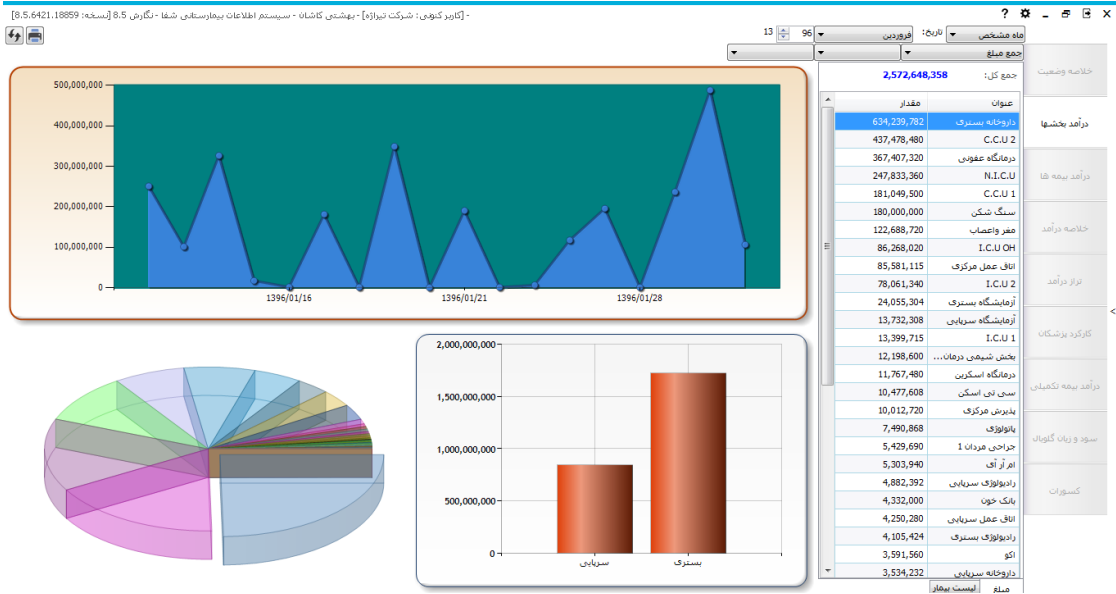 - [کاربر کنونی : شرکت تیراژه] - بهشتی کاشان - سیستم اطلاعات بیمارستانی شفا - نگارش 8.5 [نسخه: 8.5.6421.18859]
ماه مشخص تاریخ: فروردین 96 13
جمع مبلغ
جمع کل: 2,572,648,358
عنوان مقدار
داروخانه بستری 634,239,782
C.C.U 2 437,478,480
درمانگاه عفونی 367,407,320
N.I.C.U 247,833,360
C.C.U 1 181,049,500
سنگ شکن 180,000,000
مغر واعصاب 122,688,720
I.C.U OH 86,268,020
اتاق عمل مرکزی 85,581,115
I.C.U 2 78,061,340
آزمایشگاه بستری 24,055,304
آزمایشگاه سرپایی 13,732,308
I.C.U 1 13,399,715
بخش شیمی درمان... 12,198,600
درمانگاه اسکرین 11,767,480
سی تی اسکن 10,477,608
پذیرش مرکزی 10,012,720
پاتولوژی 7,490,868
جراحی مردان 1 5,429,690
ام آر آی 5,303,940
رادیولوژی سرپایی 4,882,392
بانک خون 4,332,000
اتاق عمل سرپایی 4,250,280
رادیولوژی بستری 4,105,424
اکو 3,591,560
داروخانه سرپایی 3,534,232
مبلغ لیست بیمار
خلاصه وضعیت
درآمد بخشها
درآمد بیمه ها
خلاصه درآمد
تراز درآمد
کارکرد پزشکان
درآمد بیمه تکمیلی
سود و زیان گلوبال
کسورات
500,000,000
400,000,000
300,000,000
200,000,000
100,000,000
0
1396/01/16 1396/01/21 1396/01/28
2,000,000,000
1,500,000,000
1,000,000,000
500,000,000
0
سرپایی بستری